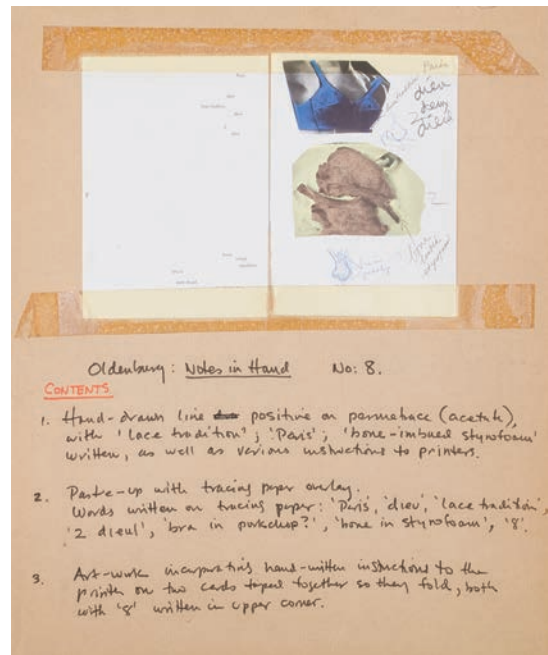 Paris
dieu
2 dieul
Oldenburg: Notes in Hand No: 8.
CONTENTS
1. Hand-drawn line positive on permatrace (acetate),
with 'lace tradition'; 'Paris'; 'bone-imbued styrofoam'
written, as well as various instructions to printers.
2. Paste-up with tracing paper overlay.
Words written on tracing paper: 'Paris', 'dieu', 'lace tradition',
'2 dieul', 'bra in porkchop?', 'bone in styrofoam', '8'.
3. Art-work incorporating hand-written instructions to the
printer on two cards taped together so they fold, both
with '8' written in upper corner.